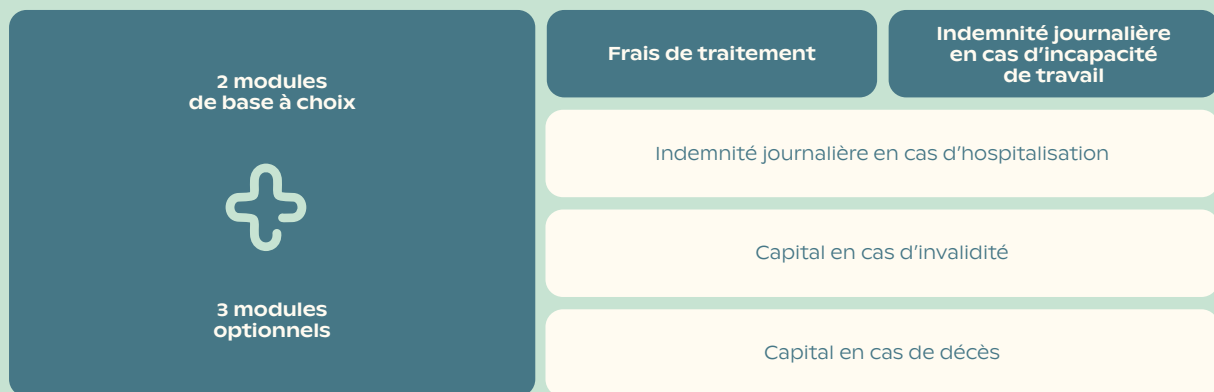 2 modules
de base à choix
3 modules
optionnels
Frais de traitement
Indemnité journalière
en cas d'incapacité
de travail
Indemnité journalière en cas d'hospitalisation
Capital en cas d'invalidité
Capital en cas de décès